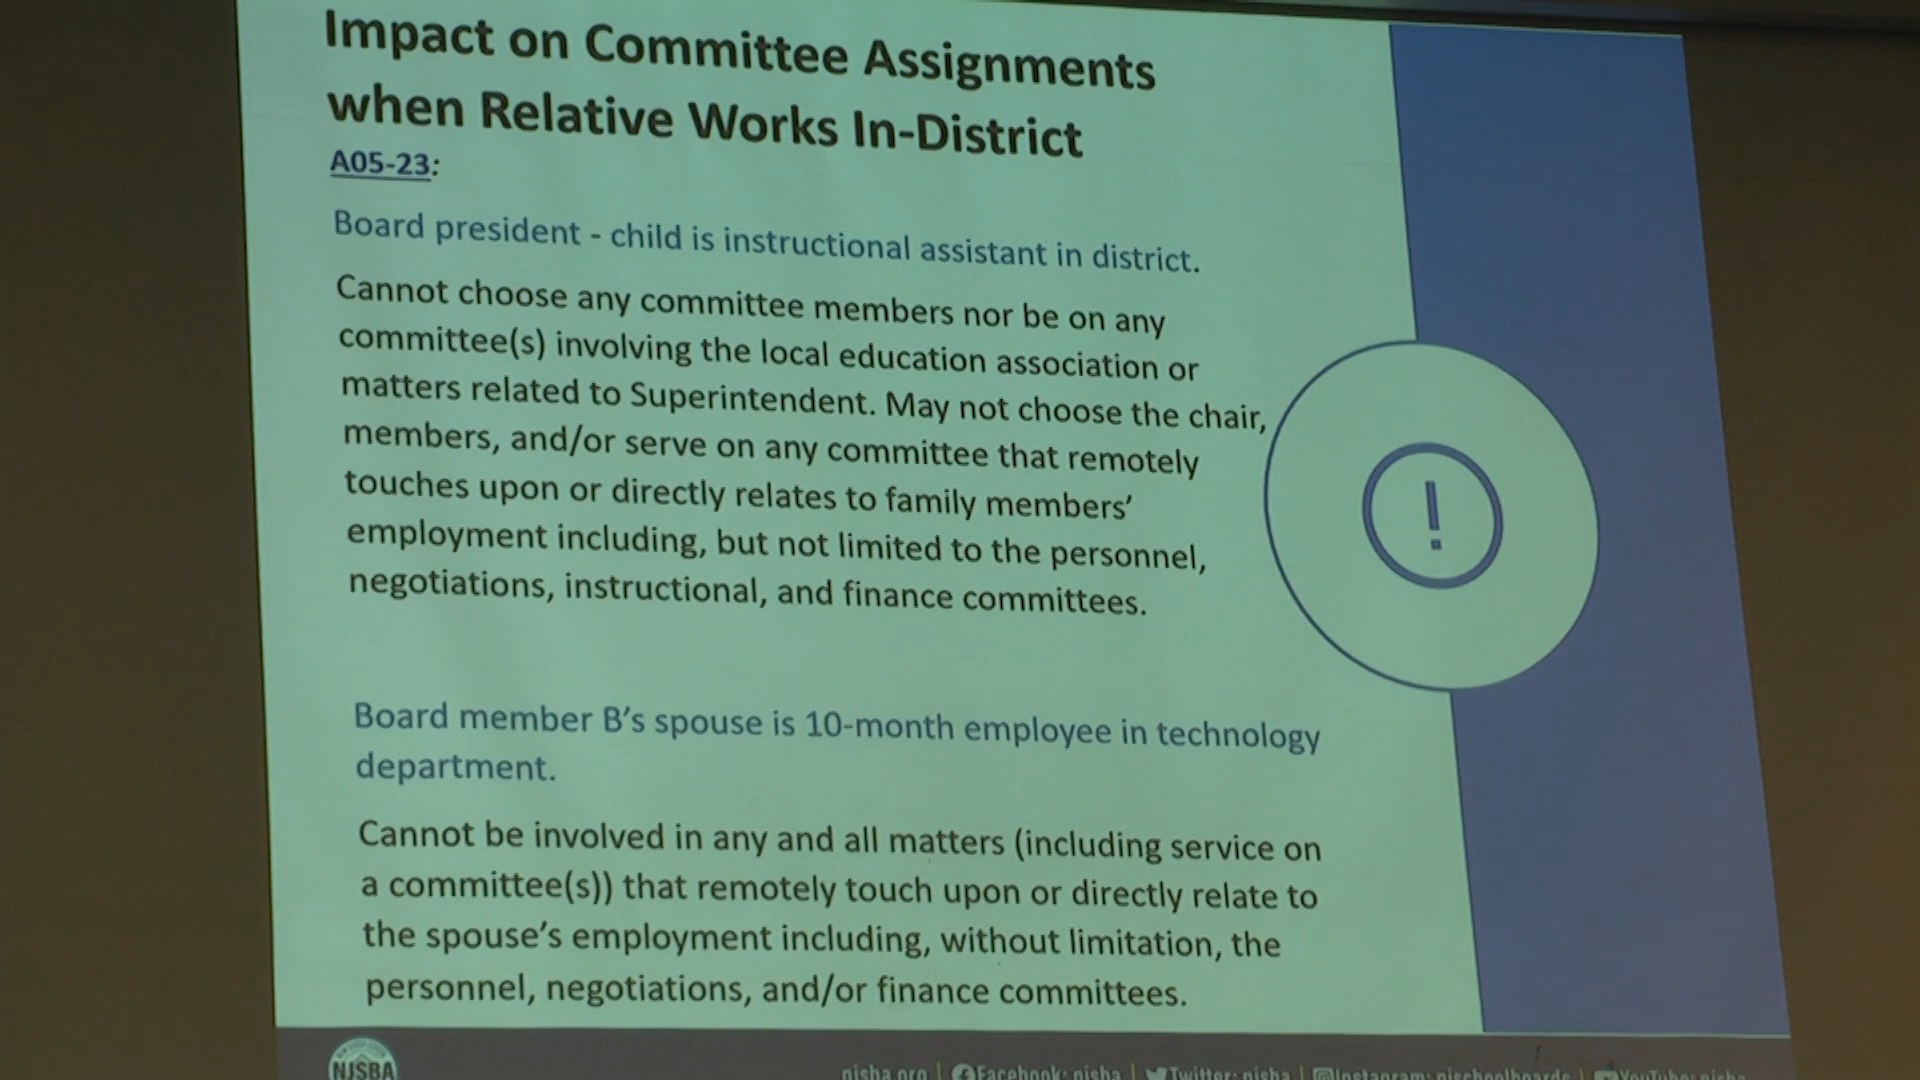 Impact on Committee Assignments
when Relative Works In-District
A05-23:
Board president - child is instructional assistant in district.
Cannot choose any committee members nor be on any
committee(s) involving the local education association or
matters related to Superintendent. May not choose the chair,
members, and/or serve on any committee that remotely
touches upon or directly relates to family members’
employment including, but not limited to the personnel,
negotiations, instructional, and finance committees.
!
Board member B’s spouse is 10-month employee in technology
department.
Cannot be involved in any and all matters (including service on
a committee(s)) that remotely touch upon or directly relate to
the spouse’s employment including, without limitation, the
personnel, negotiations, and/or finance committees.
NJSBA
njsba.org | Facebook: njsba | Twitter: njsba | Instagram: njschoolboards | YouTube: njsba